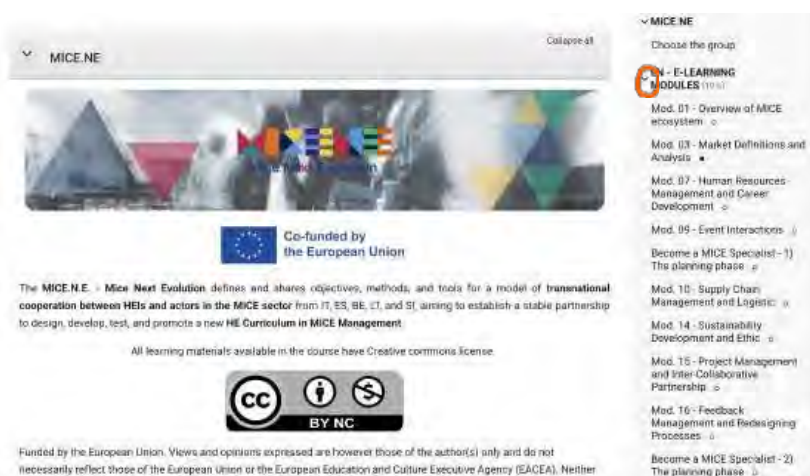 Collapse all
MICE.NE
Co-funded by
the European Union
The MICE.N.E. - Mice Next Evolution defines and shares objectives, methods, and tools for a model of transnational
cooperation between HEIs and actors in the MICE sector from IT, ES, BE, LT, and SI, aiming to establish a stable partnership
to design, develop, test, and promote a new HE Curriculum in MICE Management
All learning materials available in the course have Creative commons license
CC
BY NC
Funded by the European Union. Views and opinions expressed are however those of the author(s) only and do not
necessarily reflect those of the European Union or the European Education and Culture Executive Agency (EACEA). Neither
MICE.NE
Choose the group
EN - E-LEARNING
MODULES
Mod. 01 - Overview of MICE
ecosystem
Mod. 03 - Market Definitions and
Analysis
Mod. 07 - Human Resources
Management and Career
Development
Mod. 09 - Event Interactions
Become a MICE Specialist - 1)
The planning phase
Mod. 10 - Supply Chain
Management and Logistic
Mod. 14 - Sustainability
Development and Ethic
Mod. 15 - Project Management
and Inter-Collaborative
Partnership
Mod. 16 - Feedback
Management and Redesigning
Processes
Become a MICE Specialist - 2)
The planning phase